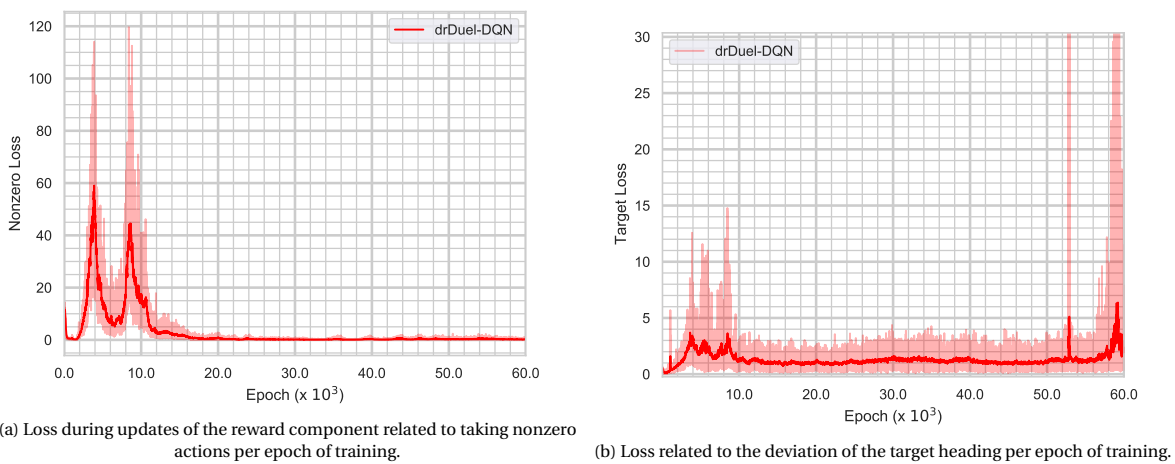 120
100
80
60
40
20
0
Nonzero Loss
drDuel-DQN
0.0 10.0 20.0 30.0 40.0 50.0 60.0
Epoch (x 10³)
(a) Loss during updates of the reward component related to taking nonzero
actions per epoch of training.
30
25
20
15
10
5
0
Target Loss
drDuel-DQN
10.0 20.0 30.0 40.0 50.0 60.0
Epoch (x 10³)
(b) Loss related to the deviation of the target heading per epoch of training.